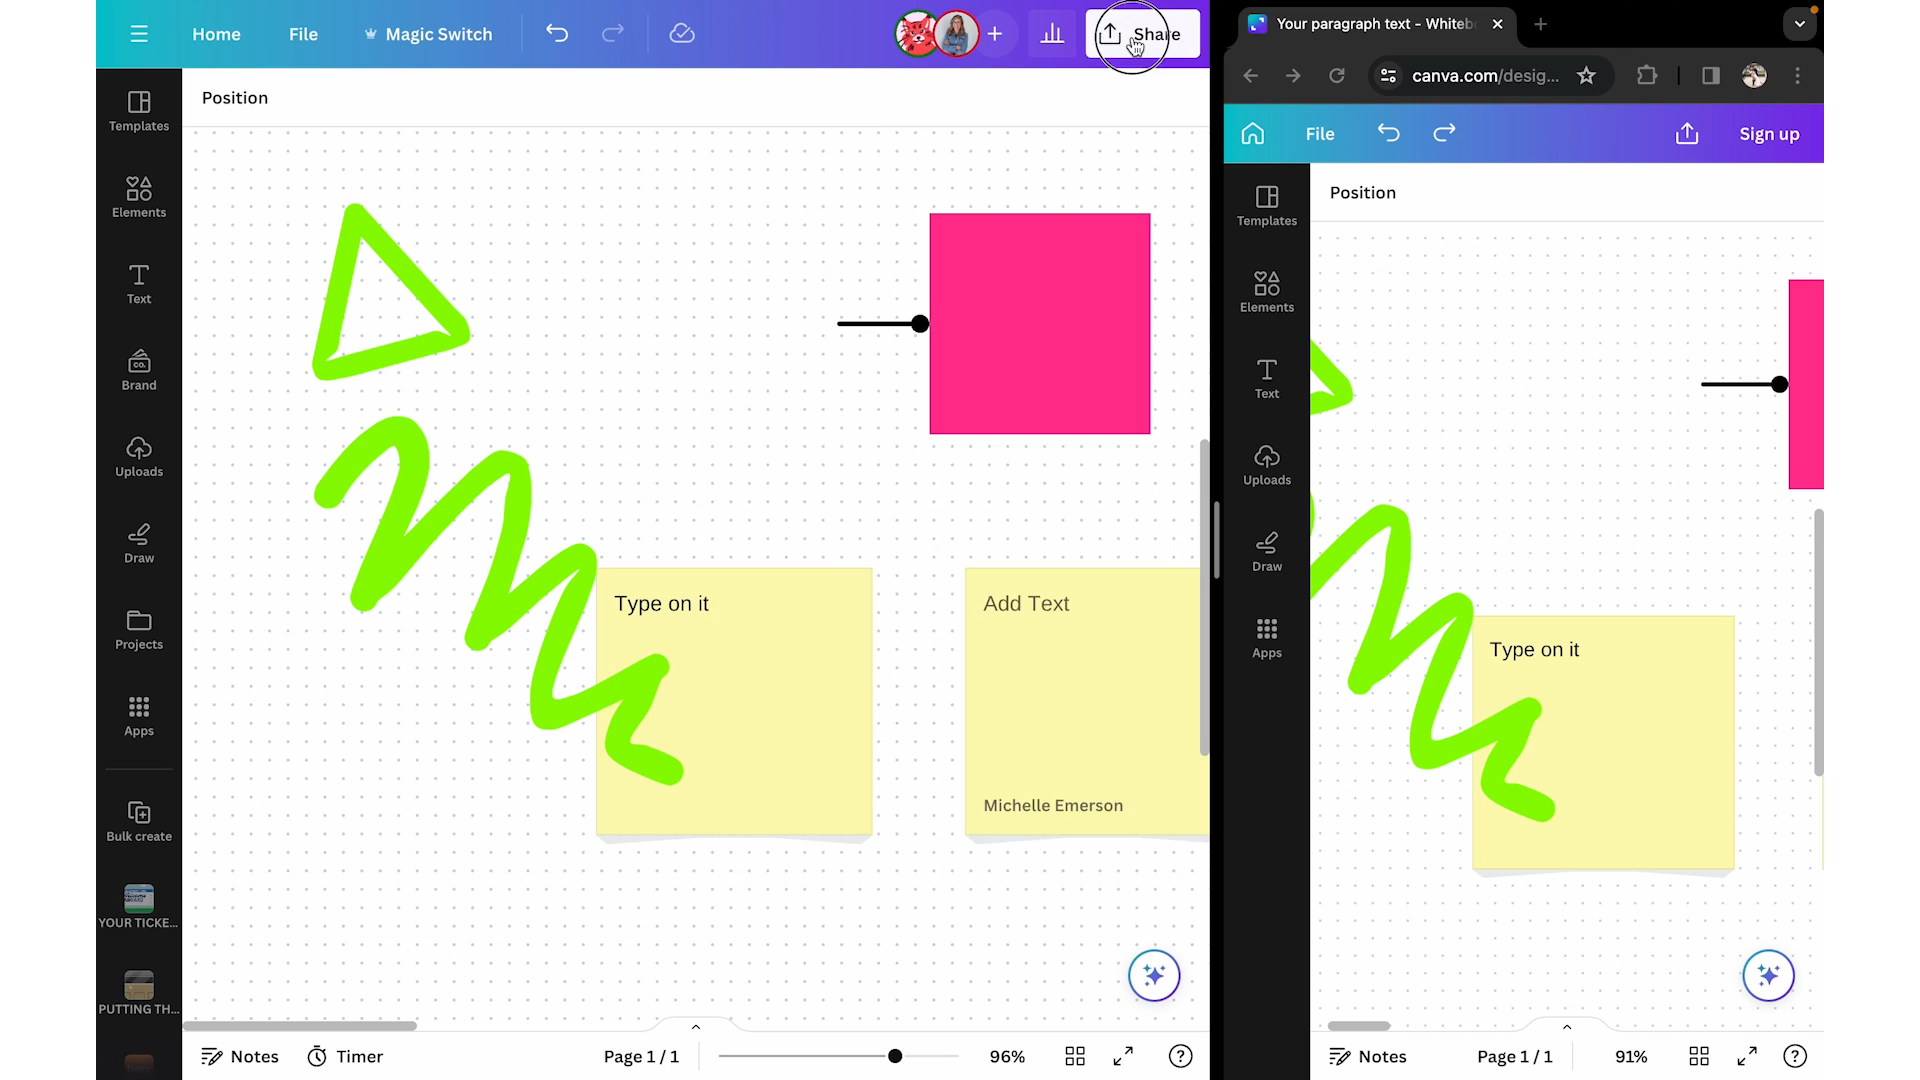 Home
File
Magic Switch
Share
Position
Templates
Elements
Text
CO.
Brand
Uploads
Draw
Projects
Apps
Bulk create
YOUR TICKE...
PUTTING TH...
Type on it
Add Text
Michelle Emerson
Notes
Timer
Page 1 / 1
96%
Your paragraph text - Whitebo
canva.com/desig...
File
Sign up
Position
Templates
Elements
Text
Uploads
Draw
Apps
Type on it
Notes
Page 1 / 1
91%